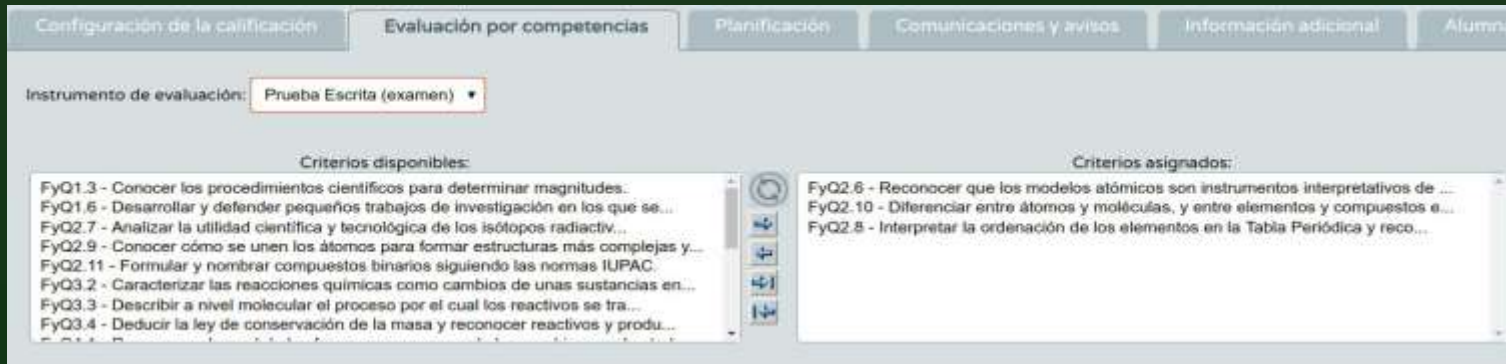 Configuración de la calificación
Evaluación por competencias
Planificación
Comunicaciones y avisos
Información adicional
Instrumento de evaluación: Prueba Escrita (examen)
Criterios disponibles:
FyQ1.3 - Conocer los procedimientos científicos para determinar magnitudes.
FyQ1.6 - Desarrollar y defender pequeños trabajos de investigación en los que se...
FyQ2.7 - Analizar la utilidad científica y tecnológica de los isótopos radiactiv...
FyQ2.9 - Conocer cómo se unen los átomos para formar estructuras más complejas y...
FyQ2.11 - Formular y nombrar compuestos binarios siguiendo las normas IUPAC.
FyQ3.2 - Caracterizar las reacciones químicas como cambios de unas sustancias en...
FyQ3.3 - Describir a nivel molecular el proceso por el cual los reactivos se tra...
FyQ3.4 - Deducir la ley de conservación de la masa y reconocer reactivos y produ...
Criterios asignados:
FyQ2.6 - Reconocer que los modelos atómicos son instrumentos interpretativos de ...
FyQ2.10 - Diferenciar entre átomos y moléculas, y entre elementos y compuestos e...
FyQ2.8 - Interpretar la ordenación de los elementos en la Tabla Periódica y reco...